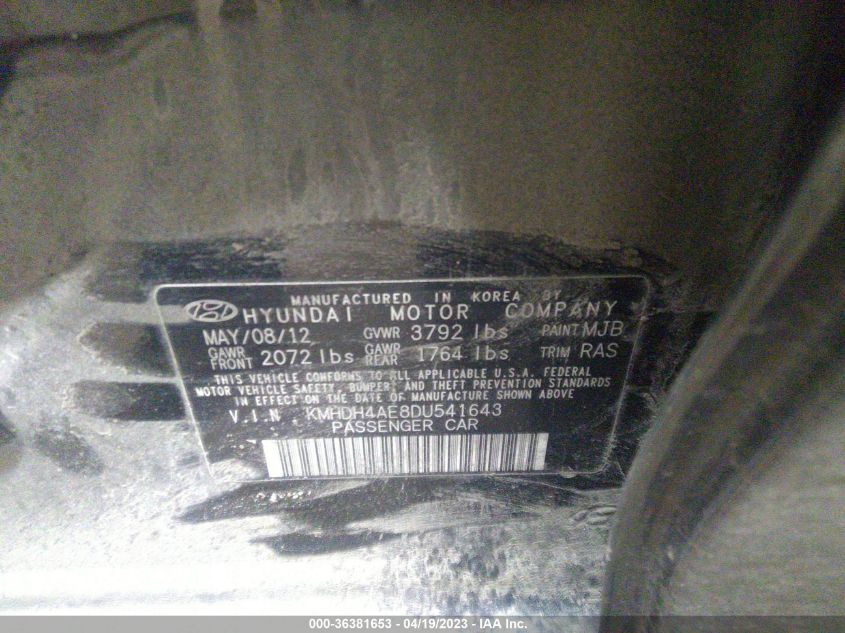 MANUFACTURED IN KOREA BY
HYUNDAI MOTOR COMPANY
MAY/08/12 GVWR 3792 lbs PAINT MJB
GAWR FRONT 2072 lbs GAWR REAR 1764 lbs TRIM RAS
THIS VEHICLE CONFORMS TO ALL APPLICABLE U.S.A. FEDERAL
MOTOR VEHICLE SAFETY, BUMPER, AND THEFT PREVENTION STANDARDS
IN EFFECT ON THE DATE OF MANUFACTURE SHOWN ABOVE
V.I.N KMHDH4AE8DU541643
PASSENGER CAR
000-36381653 - 04/19/2023 - © IAA Inc.